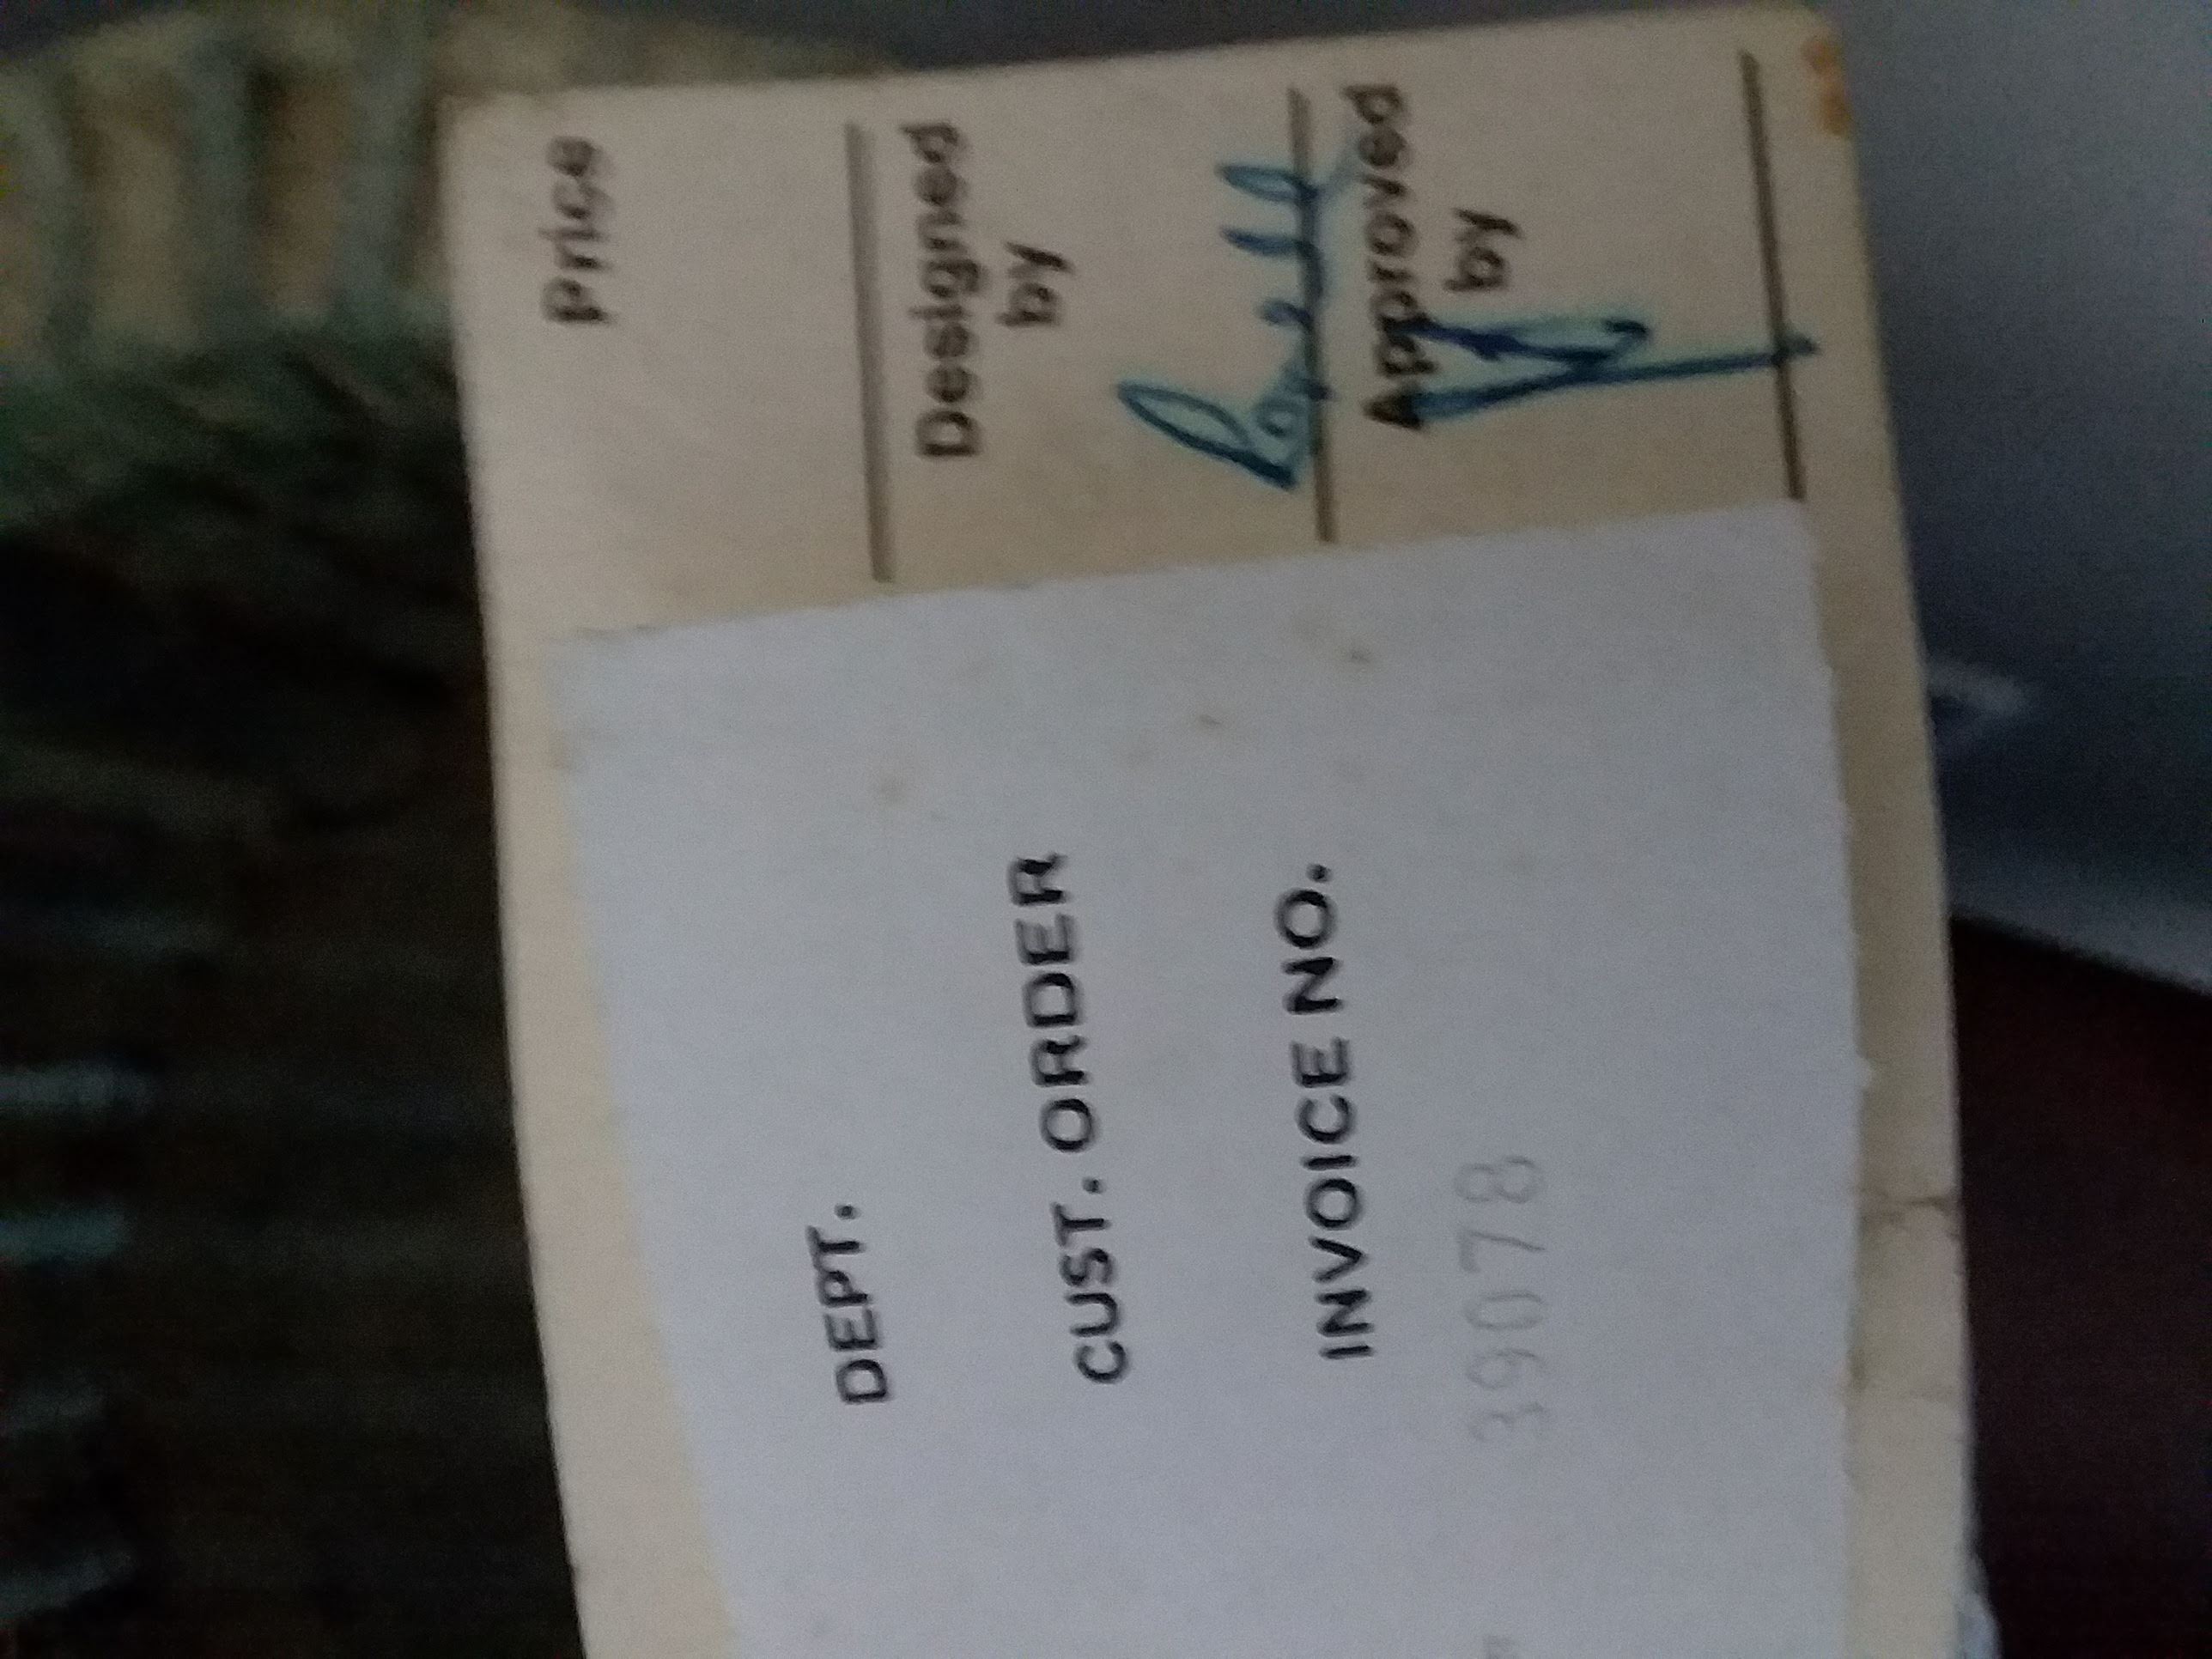 Price
Designed
by
Approved
by
DEPT.
CUST. ORDER
INVOICE NO.
39078